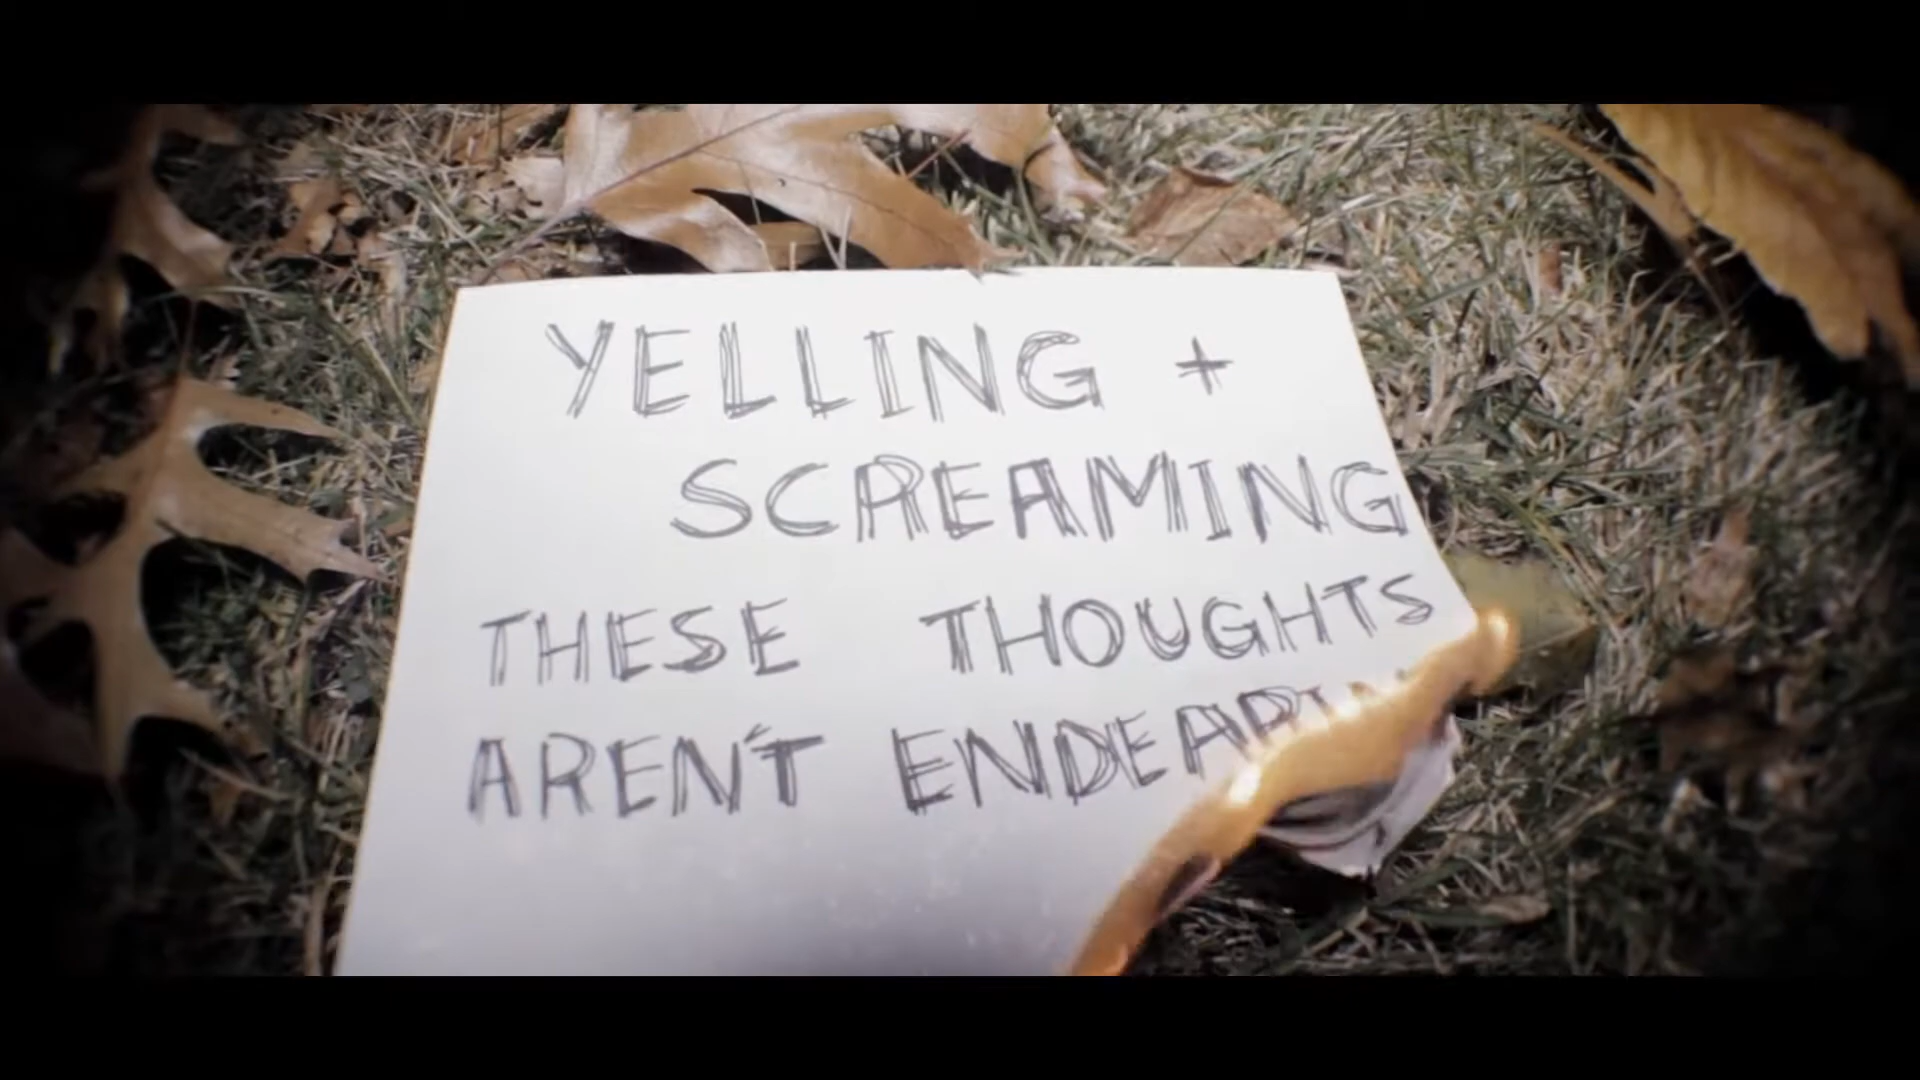 YELLING +
SCREAMING
THESE THOUGHTS
AREN'T